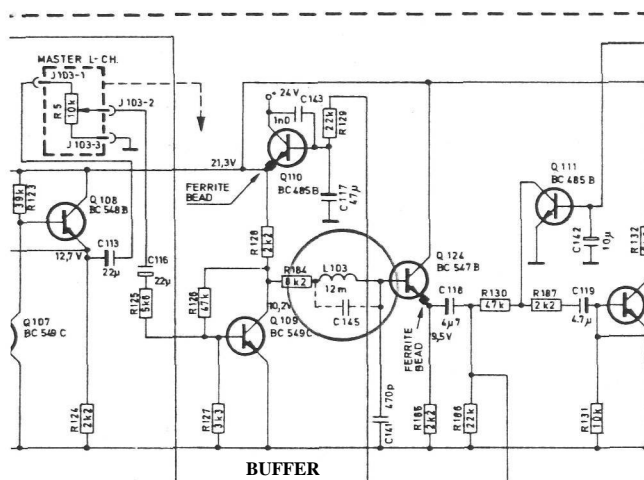 MASTER L-CH.
J103-1
R5
10k
J103-2
J103-3
+24V
C143
1n0
22k
R129
Q110
BC 485 B
21,3V
FERRITE
BEAD
C117
47µ
Q111
BC 485 B
C142
10µ
R132
39k
R123
Q108
BC 548 B
12,7 V
C113
22µ
C116
22µ
R125
5k6
R126
47k
R128
2k2
R184
8k2
L103
12m
C145
Q124
BC 547 B
C118
4µ7
9,5V
FERRITE
BEAD
R130
47k
R187
2k2
C119
4.7µ
Q107
BC 549 C
10,2V
Q109
BC 549C
R124
2k2
R127
3k3
470p
C141
R185
2k2
R186
22k
R131
10k
BUFFER